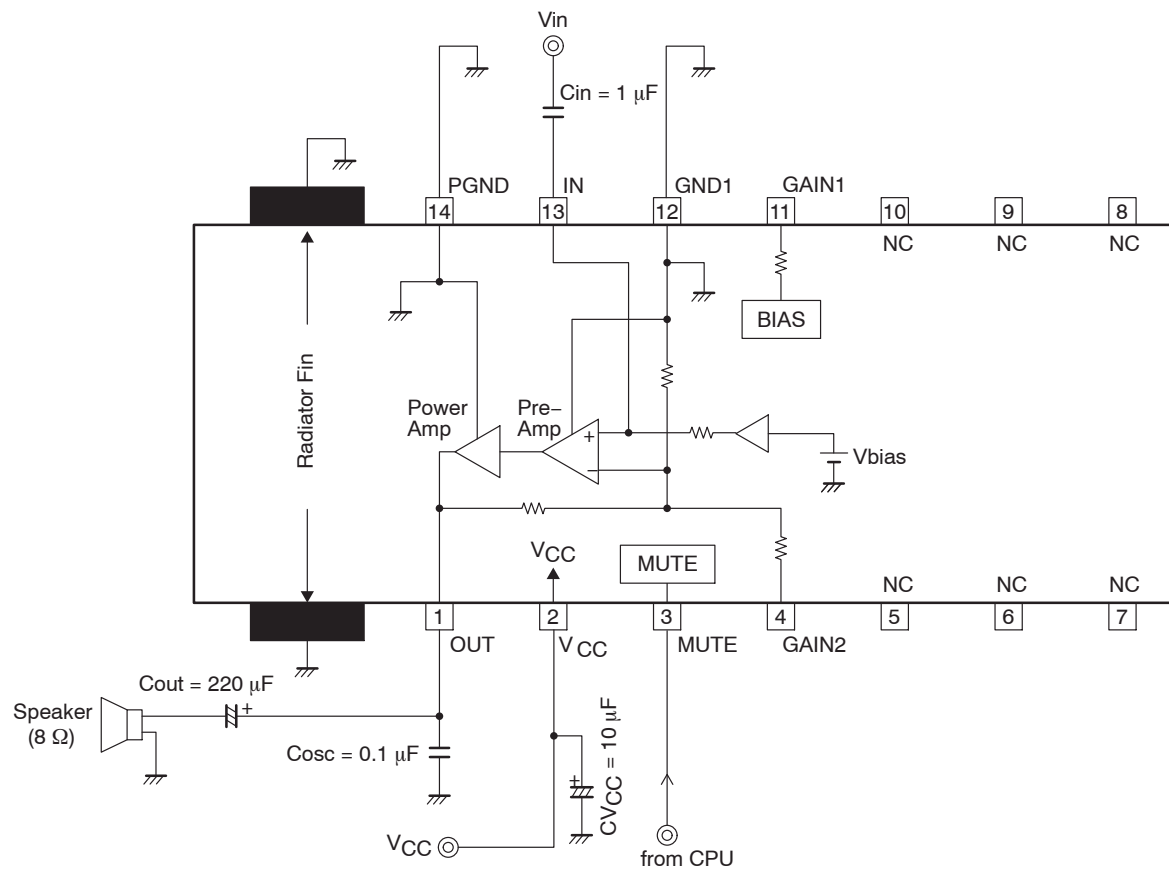 Vin
Cin = 1 μF
PGND
IN
GND1
GAIN1
14
13
12
11
10
9
8
NC
NC
NC
BIAS
Radiator Fin
Power
Amp
Pre–
Amp
+
–
Vbias
VCC
MUTE
NC
NC
NC
1
2
3
4
5
6
7
OUT
VCC
MUTE
GAIN2
Cout = 220 μF
+
Speaker
(8 Ω)
Cosc = 0.1 μF
+
CVCC = 10 μF
VCC
from CPU